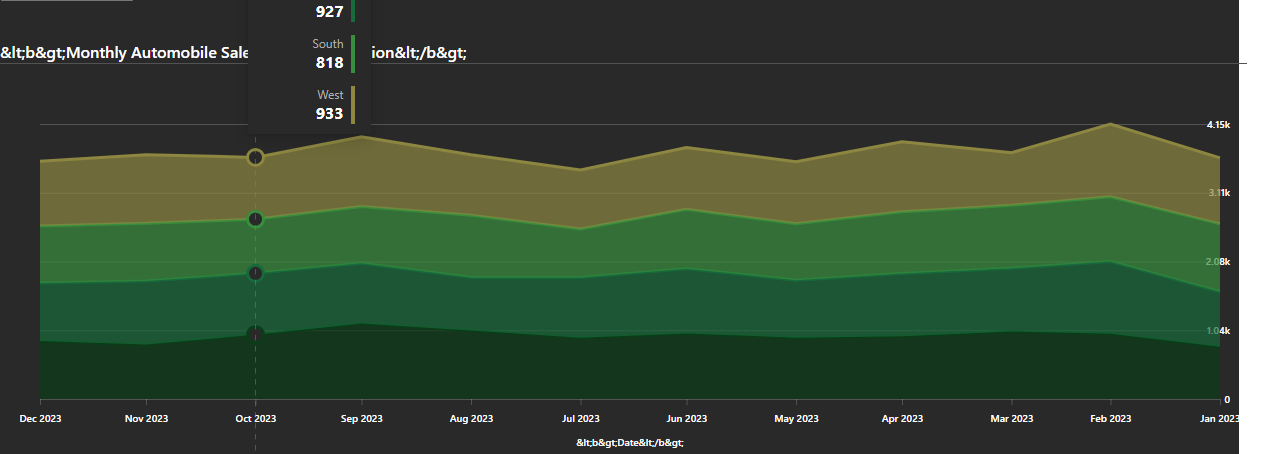 927
South
818
&lt;b&gt;Monthly Automobile Sale ion&lt;/b&gt;
West
933
4.15k
3.11k
2.08k
1.04k
0
Dec 2023 Nov 2023 Oct 2023 Sep 2023 Aug 2023 Jul 2023 Jun 2023 May 2023 Apr 2023 Mar 2023 Feb 2023 Jan 2023
&lt;b&gt;Date&lt;/b&gt;